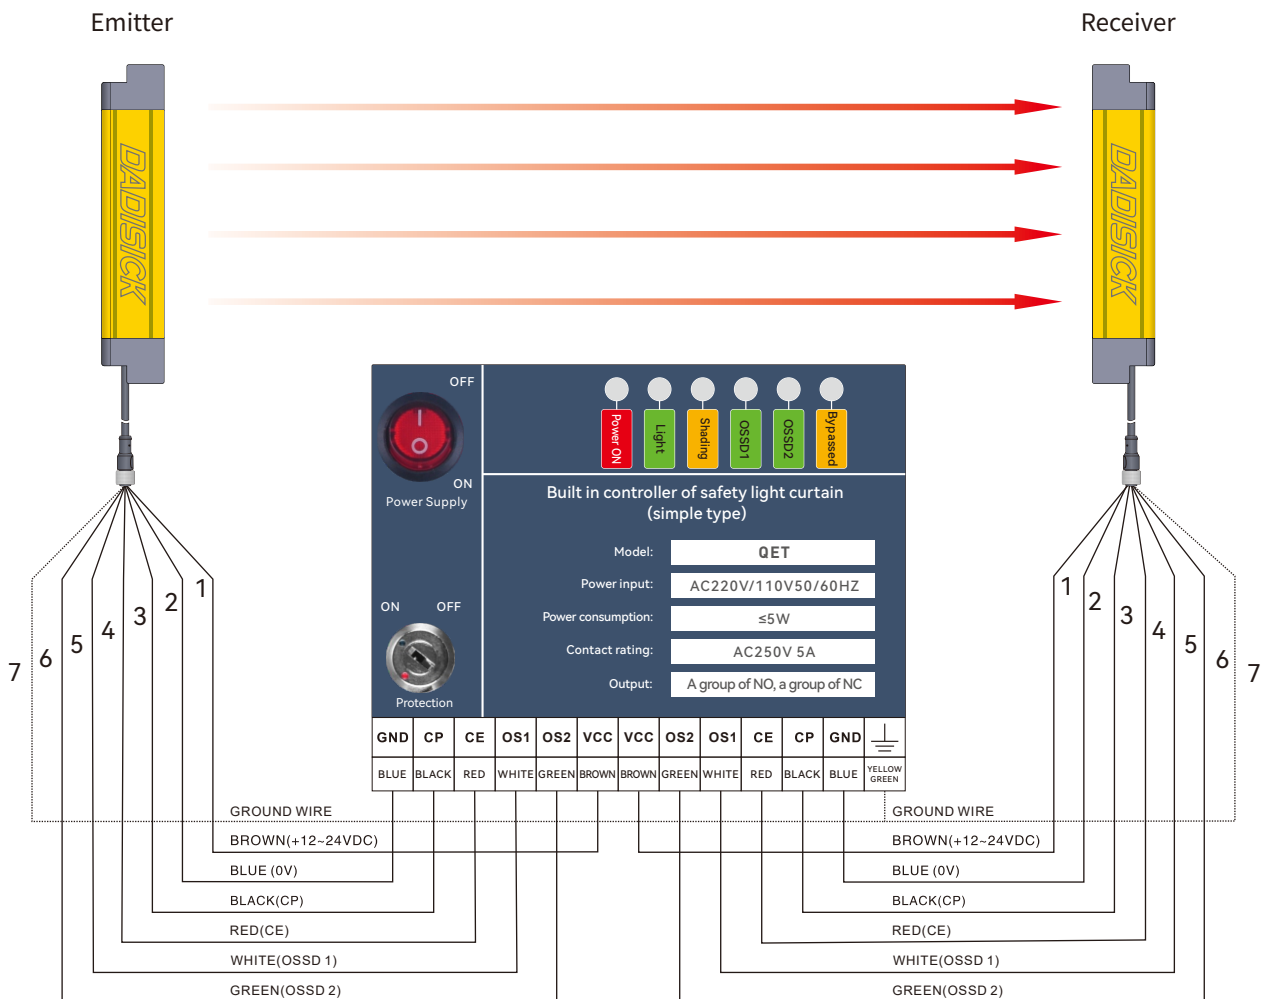 Emitter
Receiver
DADISICK
DADISICK
OFF
ON
Power Supply
Power ON
Light
Shading
OSSD1
OSSD2
Bypassed
Built in controller of safety light curtain
(simple type)
Model: QET
Power input: AC220V/110V50/60HZ
Power consumption: ≤5W
Contact rating: AC250V 5A
Output: A group of NO, a group of NC
ON OFF
Protection
GND CP CE OS1 OS2 VCC VCC OS2 OS1 CE CP GND
BLUE BLACK RED WHITE GREEN BROWN BROWN GREEN WHITE RED BLACK BLUE YELLOW GREEN
7 6 5 4 3 2 1
1 2 3 4 5 6 7
GROUND WIRE
BROWN(+12~24VDC)
BLUE (0V)
BLACK(CP)
RED(CE)
WHITE(OSSD 1)
GREEN(OSSD 2)
GROUND WIRE
BROWN(+12~24VDC)
BLUE (0V)
BLACK(CP)
RED(CE)
WHITE(OSSD 1)
GREEN(OSSD 2)